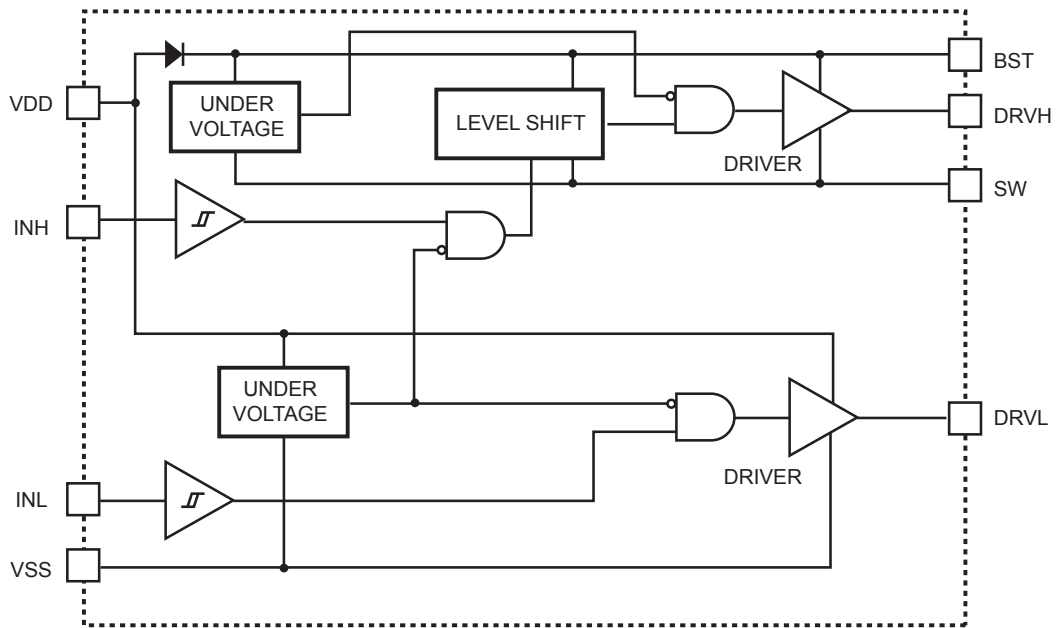 BST
VDD
UNDER
VOLTAGE
LEVEL SHIFT
DRVH
DRIVER
SW
INH
UNDER
VOLTAGE
DRVL
DRIVER
INL
VSS